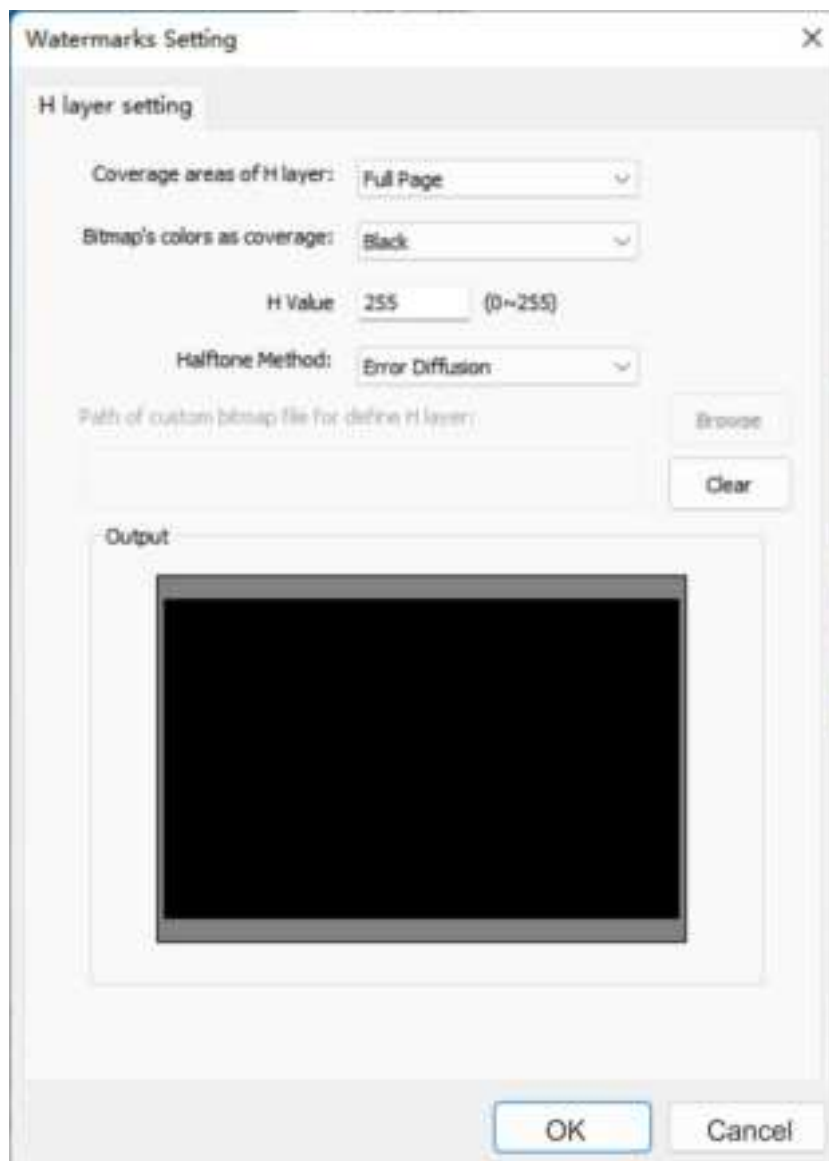 Watermarks Setting
H layer setting
Coverage areas of H layer: Full Page
Bitmap's colors as coverage: Black
H Value 255 (0~255)
Halftone Method: Error Diffusion
Path of custom bitmap file for define H layer: Browse
Clear
Output
OK Cancel